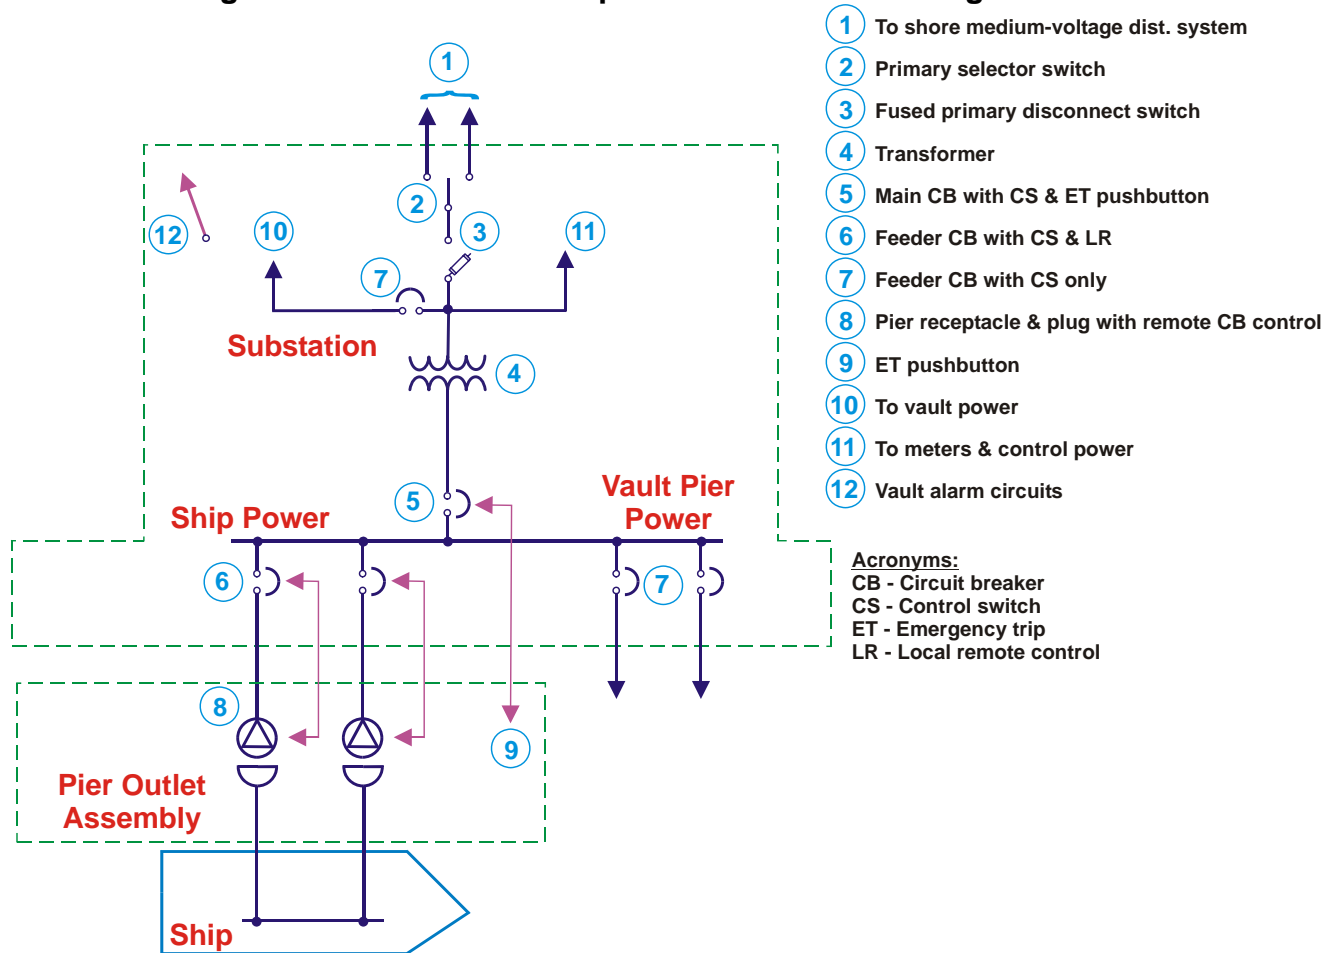 1 To shore medium-voltage dist. system
2 Primary selector switch
3 Fused primary disconnect switch
4 Transformer
5 Main CB with CS & ET pushbutton
6 Feeder CB with CS & LR
7 Feeder CB with CS only
8 Pier receptacle & plug with remote CB control
9 ET pushbutton
10 To vault power
11 To meters & control power
12 Vault alarm circuits
Acronyms:
CB - Circuit breaker
CS - Control switch
ET - Emergency trip
LR - Local remote control
1
2
12
10
3
11
7
Substation
4
5
Vault Pier
Power
Ship Power
6
7
8
9
Pier Outlet
Assembly
Ship